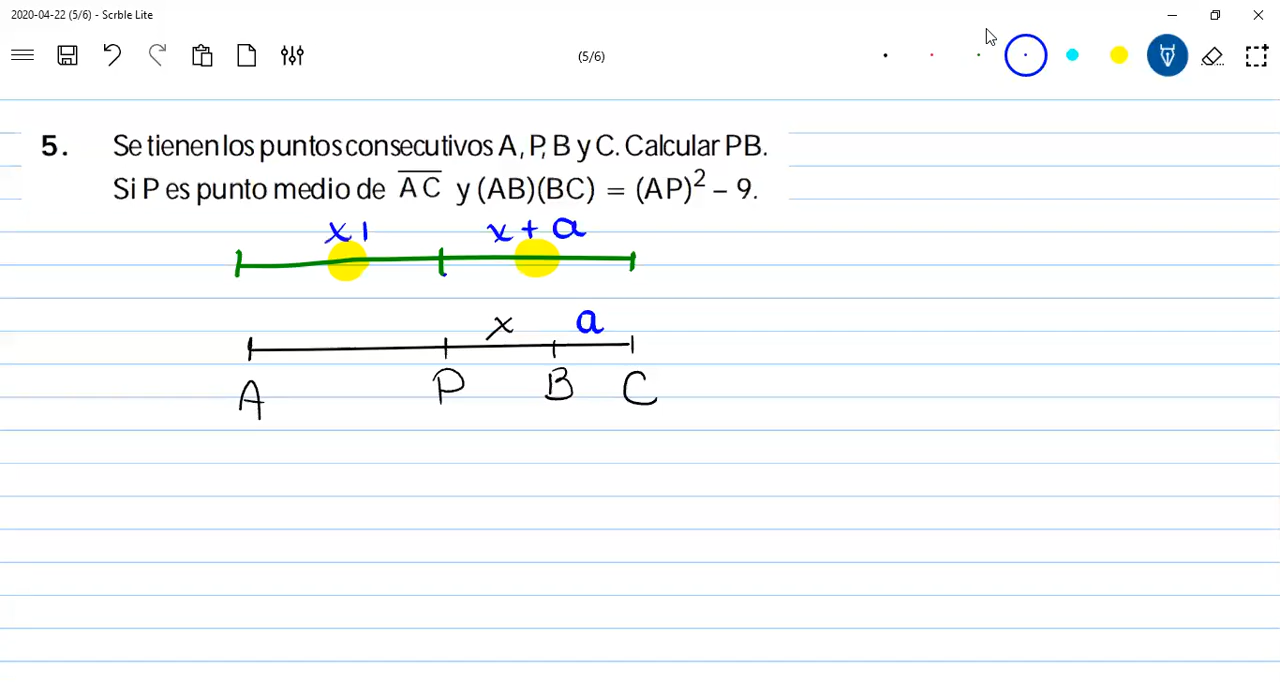 2020-04-22 (5/6) - Scrble Lite
(5/6)
5. Se tienen los puntos consecutivos A, P, B y C. Calcular PB.
Si P es punto medio de \overline{AC} y (AB)(BC) = (AP)² – 9.
x + a
x a
A P B C